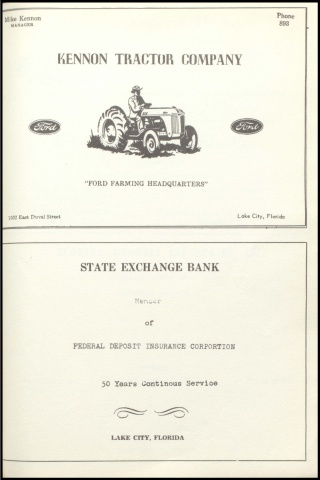 Mike Kennon
MANAGER
Phone
893
KENNON TRACTOR COMPANY
Ford
Ford
"FORD FARMING HEADQUARTERS"
1002 East Duval Street
Lake City, Florida
STATE EXCHANGE BANK
Member
of
FEDERAL DEPOSIT INSURANCE CORPORTION
50 Years Continous Service
LAKE CITY, FLORIDA